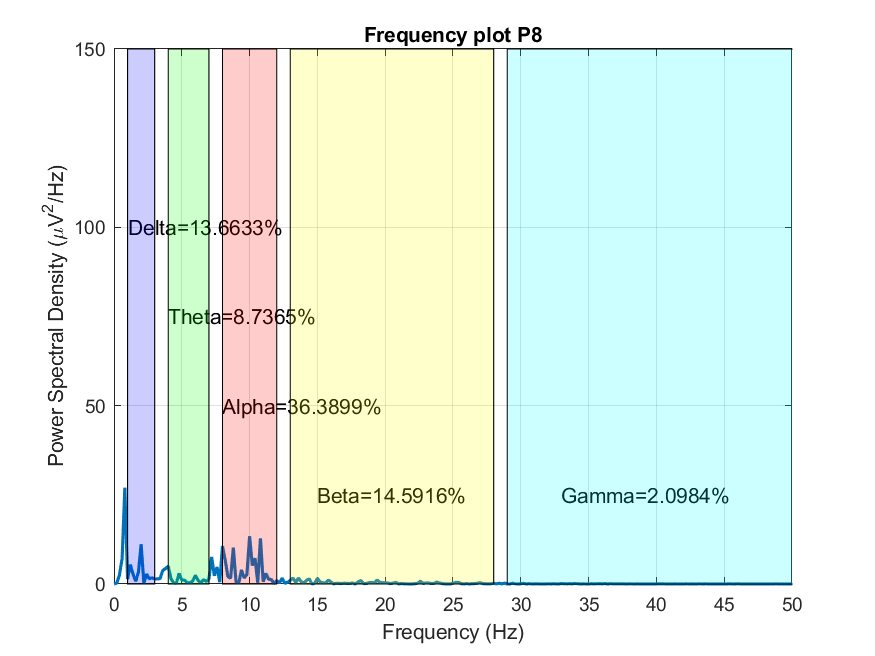 Frequency plot P8
150
100
50
0
Power Spectral Density (μV²/Hz)
Delta=13.6633%
Theta=8.7365%
Alpha=36.3899%
Beta=14.5916%
Gamma=2.0984%
0 5 10 15 20 25 30 35 40 45 50
Frequency (Hz)